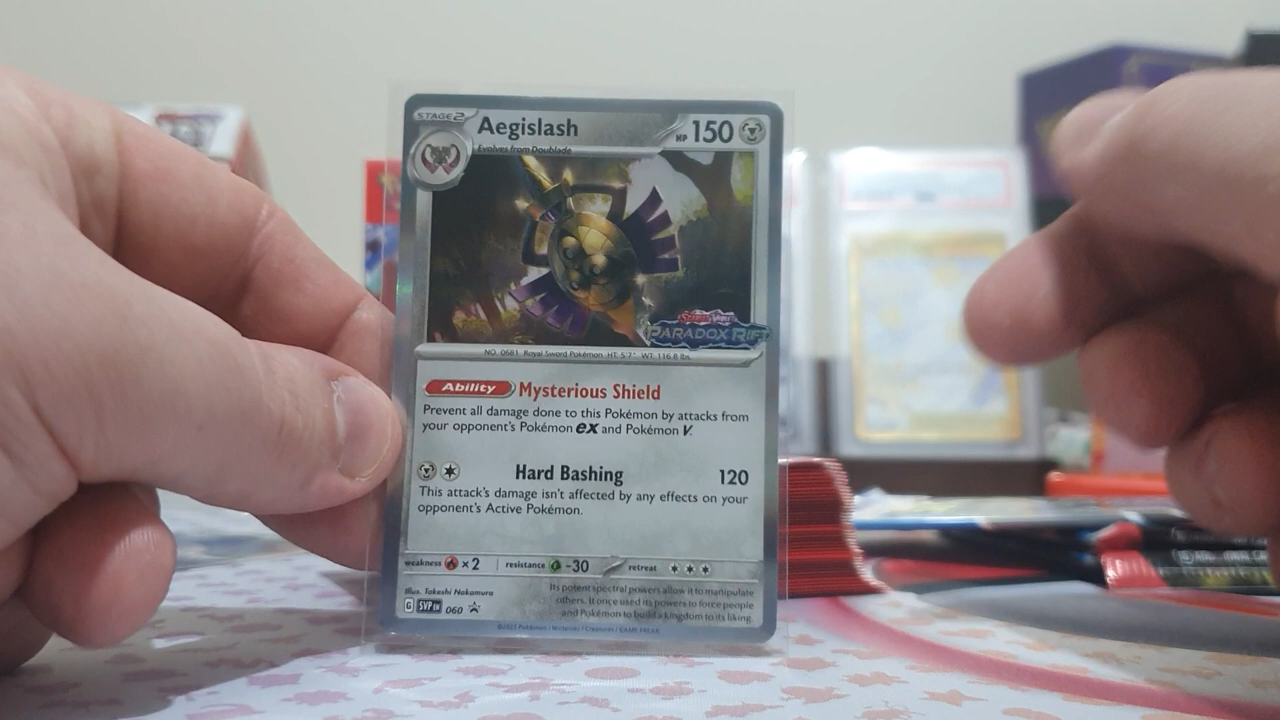 STAGE2
Aegislash
HP 150
Evolves from Doublade
SCARLET & VIOLET
PARADOX RIFT
NO. 0681 Royal Sword Pokémon HT: 5'7" WT: 116.8 lbs.
Ability Mysterious Shield
Prevent all damage done to this Pokémon by attacks from
your opponent's Pokémon ex and Pokémon V.
Hard Bashing 120
This attack's damage isn't affected by any effects on your
opponent's Active Pokémon.
weakness ×2 resistance -30 retreat
Illus. Takeshi Nakamura
Its potent spectral powers allow it to manipulate
others. It once used its powers to force people
and Pokémon to build a kingdom to its liking.
G SVP EN 060
©2023 Pokémon / Nintendo / Creatures / GAME FREAK